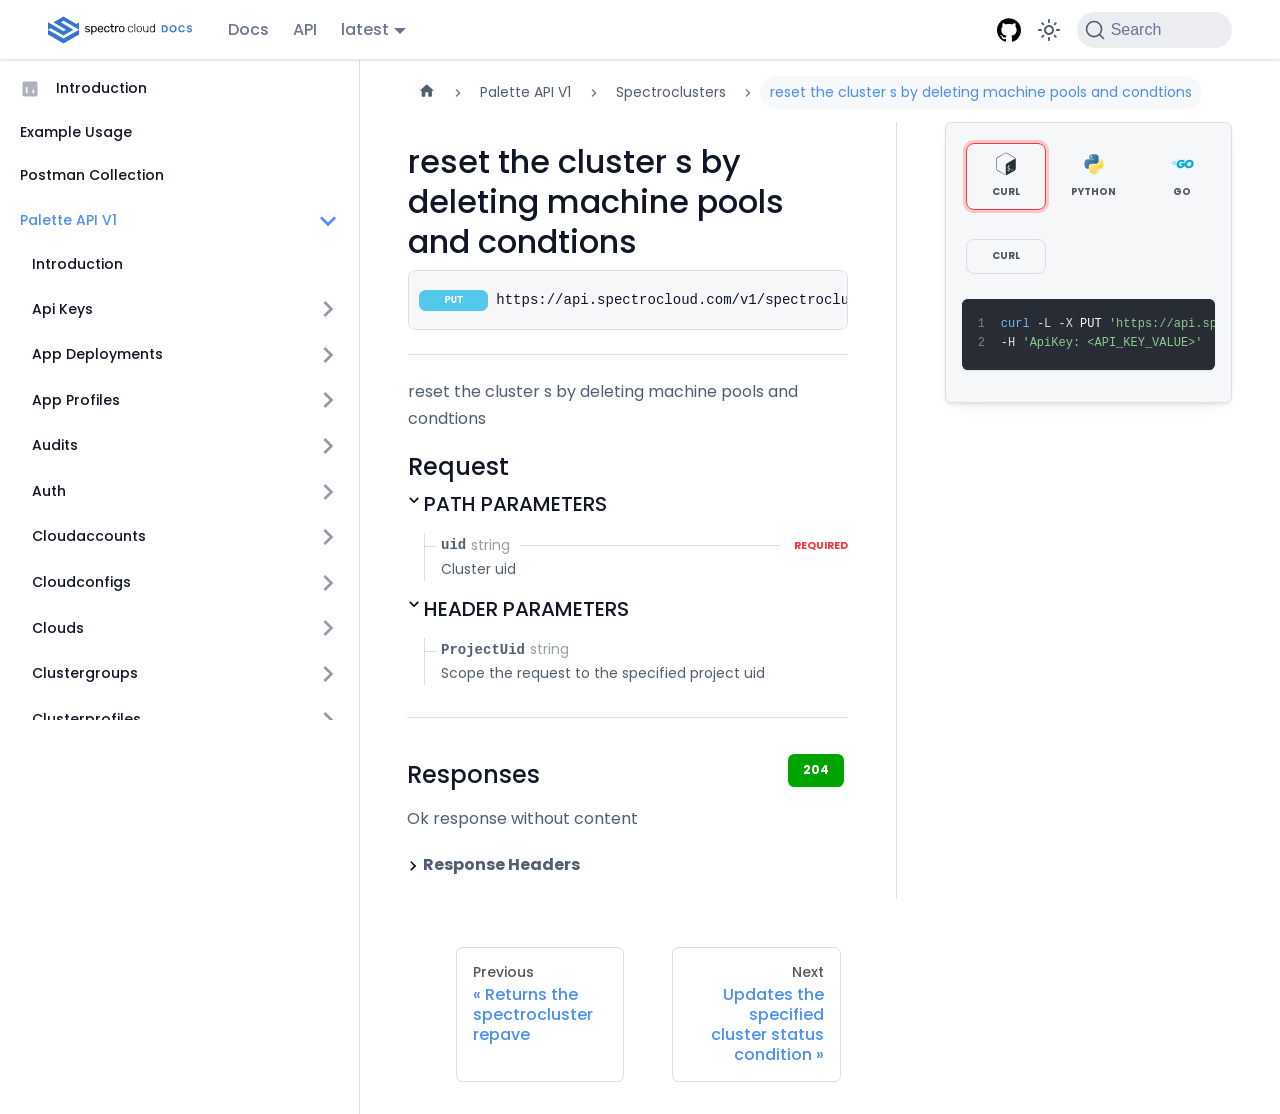 spectro cloud DOCS
Docs
API
latest
Search
Introduction
Example Usage
Postman Collection
Palette API V1
Introduction
Api Keys
App Deployments
App Profiles
Audits
Auth
Cloudaccounts
Cloudconfigs
Clouds
Clustergroups
Clusterprofiles
Palette API V1
Spectroclusters
reset the cluster s by deleting machine pools and condtions
reset the cluster s by
deleting machine pools
and condtions
PUT https://api.spectrocloud.com/v1/spectroclu
reset the cluster s by deleting machine pools and
condtions
Request
PATH PARAMETERS
uid string REQUIRED
Cluster uid
HEADER PARAMETERS
ProjectUid string
Scope the request to the specified project uid
Responses
204
Ok response without content
Response Headers
CURL
PYTHON
GO
GO
CURL
1 curl -L -X PUT 'https://api.sp
2 -H 'ApiKey: <API_KEY_VALUE>'
Previous
« Returns the
spectrocluster
repave
Next
Updates the
specified
cluster status
condition »